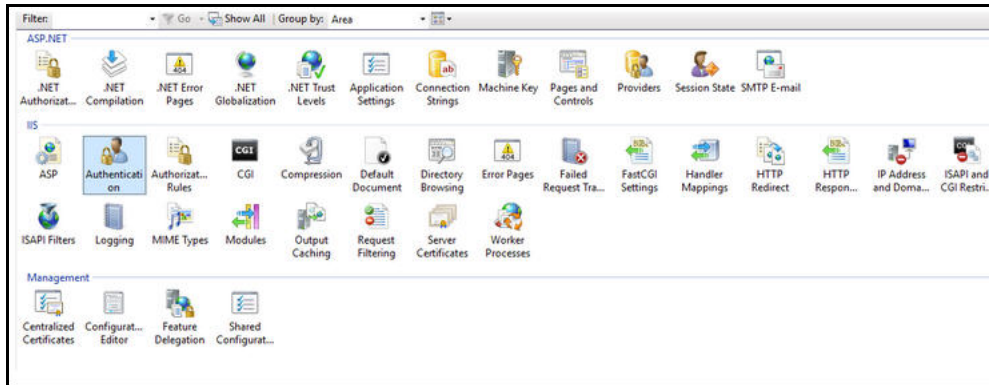 Filter: Go Show All Group by: Area
ASP.NET
.NET Authorizat... .NET Compilation .NET Error Pages .NET Globalization .NET Trust Levels Application Settings Connection Strings Machine Key Pages and Controls Providers Session State SMTP E-mail
IIS
ASP Authenticati on Authorizat... Rules CGI Compression Default Document Directory Browsing Error Pages Failed Request Tra... FastCGI Settings Handler Mappings HTTP Redirect HTTP Respon... IP Address and Doma... ISAPI and CGI Restri...
ISAPI Filters Logging MIME Types Modules Output Caching Request Filtering Server Certificates Worker Processes
Management
Centralized Certificates Configurat... Editor Feature Delegation Shared Configurat...